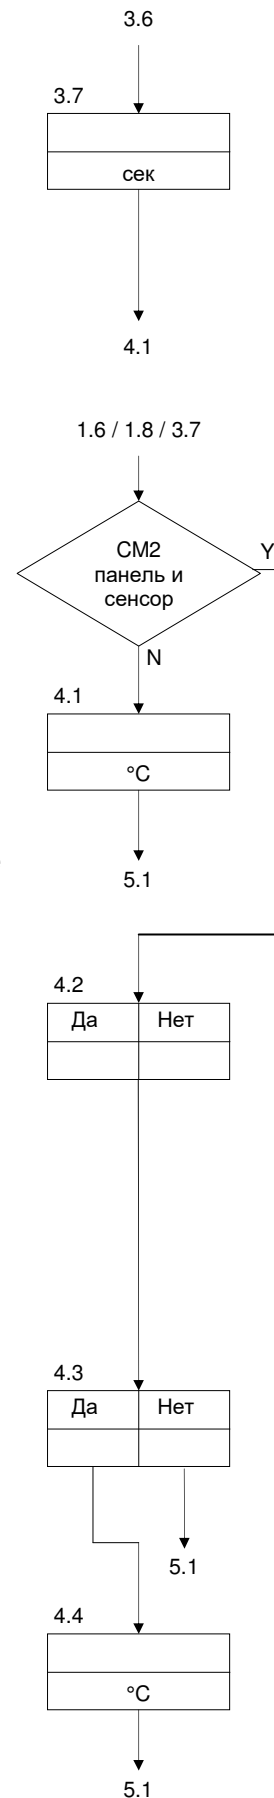 3.6
3.7
сек
4.1
1.6 / 1.8 / 3.7
СМ2
панель и
сенсор
Y
N
4.1
°C
5.1
4.2
Да Нет
4.3
Да Нет
5.1
4.4
°C
5.1